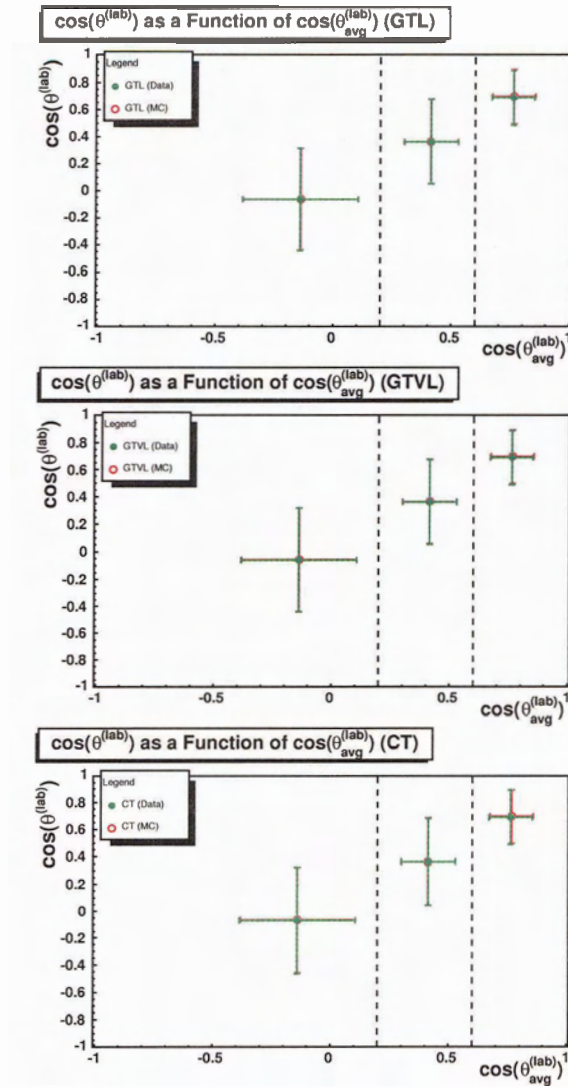 cos(θ^(lab)) as a Function of cos(θ^(lab)_avg) (GTL)
cos(θ^(lab))
Legend
GTL (Data)
GTL (MC)
1
0.8
0.6
0.4
0.2
0
-0.2
-0.4
-0.6
-0.8
-1
-1
-0.5
0
0.5
1
cos(θ^(lab)_avg)
cos(θ^(lab)) as a Function of cos(θ^(lab)_avg) (GTVL)
cos(θ^(lab))
Legend
GTVL (Data)
GTVL (MC)
1
0.8
0.6
0.4
0.2
0
-0.2
-0.4
-0.6
-0.8
-1
-1
-0.5
0
0.5
1
cos(θ^(lab)_avg)
cos(θ^(lab)) as a Function of cos(θ^(lab)_avg) (CT)
cos(θ^(lab))
Legend
CT (Data)
CT (MC)
1
0.8
0.6
0.4
0.2
0
-0.2
-0.4
-0.6
-0.8
-1
-1
-0.5
0
0.5
1
cos(θ^(lab)_avg)